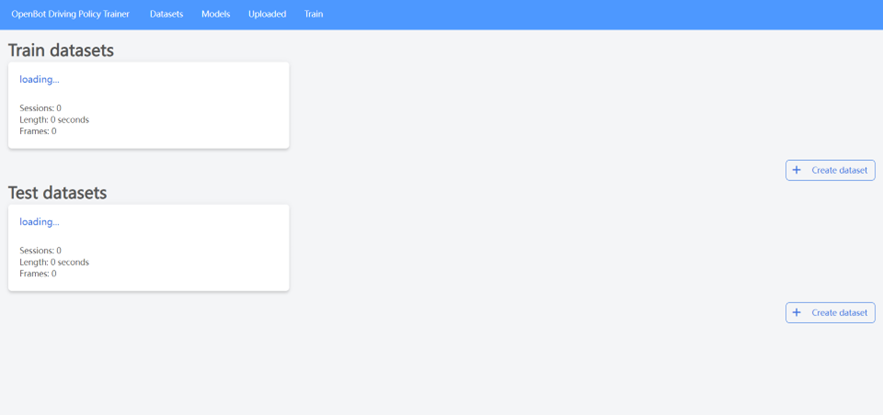 OpenBot Driving Policy Trainer Datasets Models Uploaded Train
Train datasets
loading...
Sessions: 0
Length: 0 seconds
Frames: 0
+ Create dataset
Test datasets
loading...
Sessions: 0
Length: 0 seconds
Frames: 0
+ Create dataset